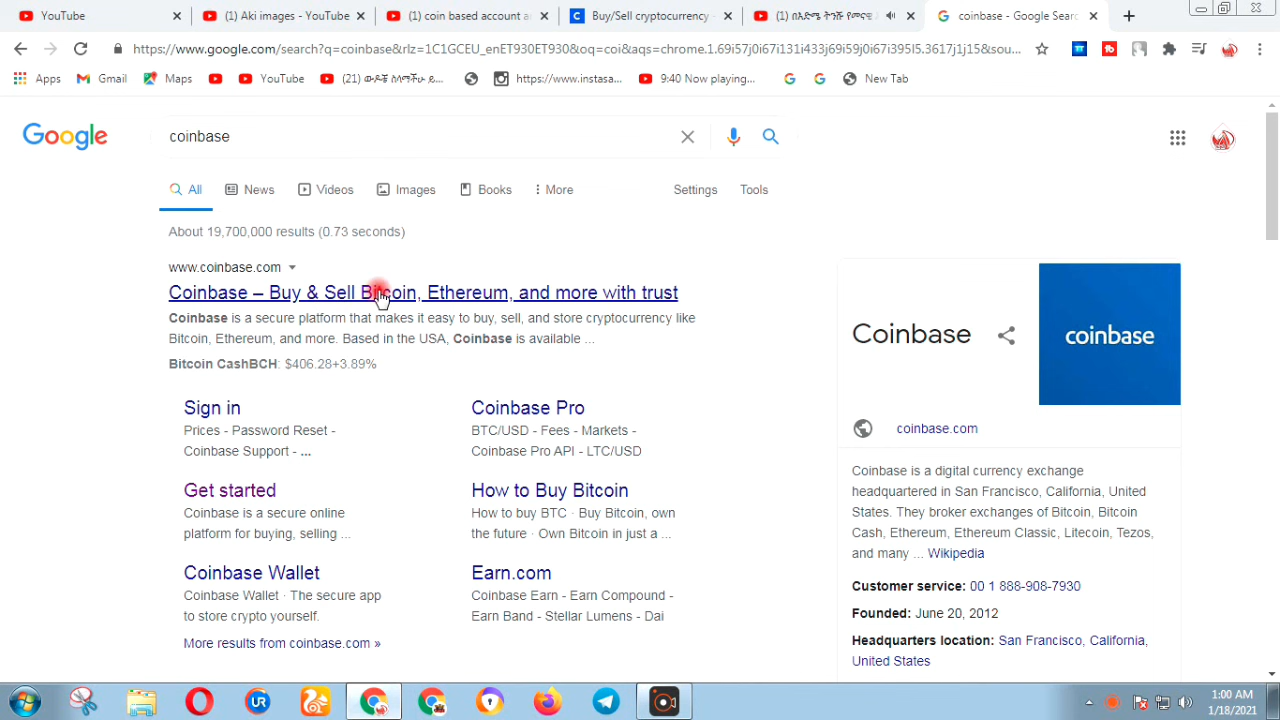 YouTube
(1) Aki images - YouTube
(1) coin based account a
Buy/Sell cryptocurrency -
(1) በእድሜ ትንሹ የመናዊ
coinbase - Google Searc
https://www.google.com/search?q=coinbase&rlz=1C1GCEU_enET930ET930&oq=coi&aqs=chrome.1.69i57j0i67i131i433j69i59j0i67i395l5.3617j1j15&sou...
Apps
Gmail
Maps
YouTube
(21) ውዶቼ ስላማችሁ ይ...
https://www.instasa...
9:40 Now playing...
New Tab
Google
coinbase
All
News
Videos
Images
Books
More
Settings
Tools
About 19,700,000 results (0.73 seconds)
www.coinbase.com
Coinbase – Buy & Sell Bitcoin, Ethereum, and more with trust
Coinbase is a secure platform that makes it easy to buy, sell, and store cryptocurrency like
Bitcoin, Ethereum, and more. Based in the USA, Coinbase is available ...
Bitcoin CashBCH: $406.28+3.89%
Sign in
Prices - Password Reset -
Coinbase Support - ...
Coinbase Pro
BTC/USD - Fees - Markets -
Coinbase Pro API - LTC/USD
Get started
Coinbase is a secure online
platform for buying, selling ...
How to Buy Bitcoin
How to buy BTC · Buy Bitcoin, own
the future · Own Bitcoin in just a ...
Coinbase Wallet
Coinbase Wallet · The secure app
to store crypto yourself.
Earn.com
Coinbase Earn - Earn Compound -
Earn Band - Stellar Lumens - Dai
More results from coinbase.com »
Coinbase
coinbase
coinbase.com
Coinbase is a digital currency exchange
headquartered in San Francisco, California, United
States. They broker exchanges of Bitcoin, Bitcoin
Cash, Ethereum, Ethereum Classic, Litecoin, Tezos,
and many ... Wikipedia
Customer service: 00 1 888-908-7930
Founded: June 20, 2012
Headquarters location: San Francisco, California,
United States
UR
1:00 AM
1/18/2021